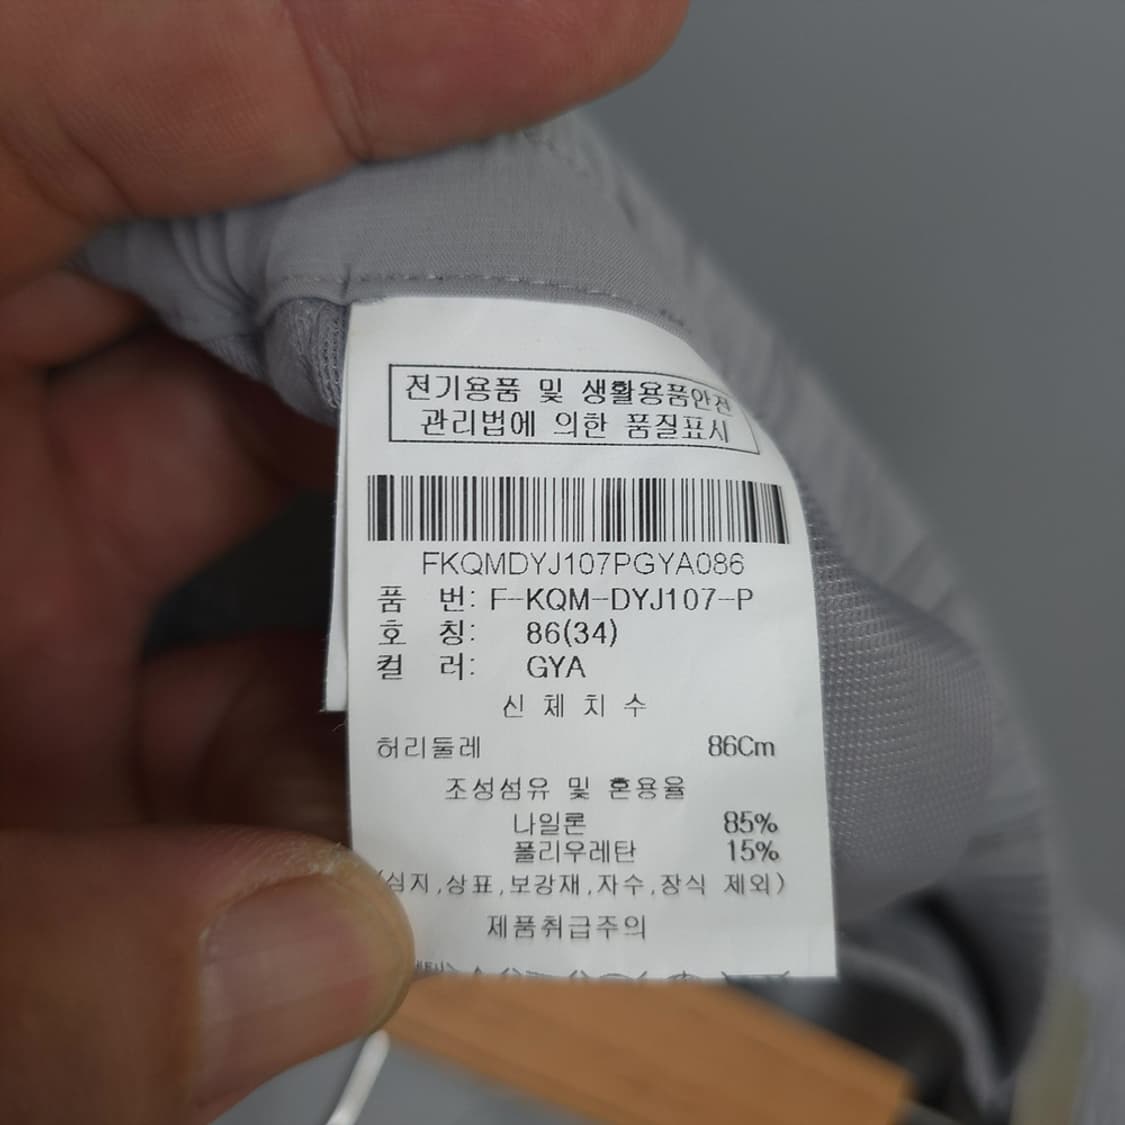 전기용품 및 생활용품안전
관리법에 의한 품질표시
FKQMDYJ107PGYA086
품 번: F-KQM-DYJ107-P
호 칭: 86(34)
컬 러: GYA
신 체 치 수
허리둘레 86Cm
조성섬유 및 혼용율
나일론 85%
폴리우레탄 15%
(심지,상표,보강재,자수,장식 제외)
제품취급주의